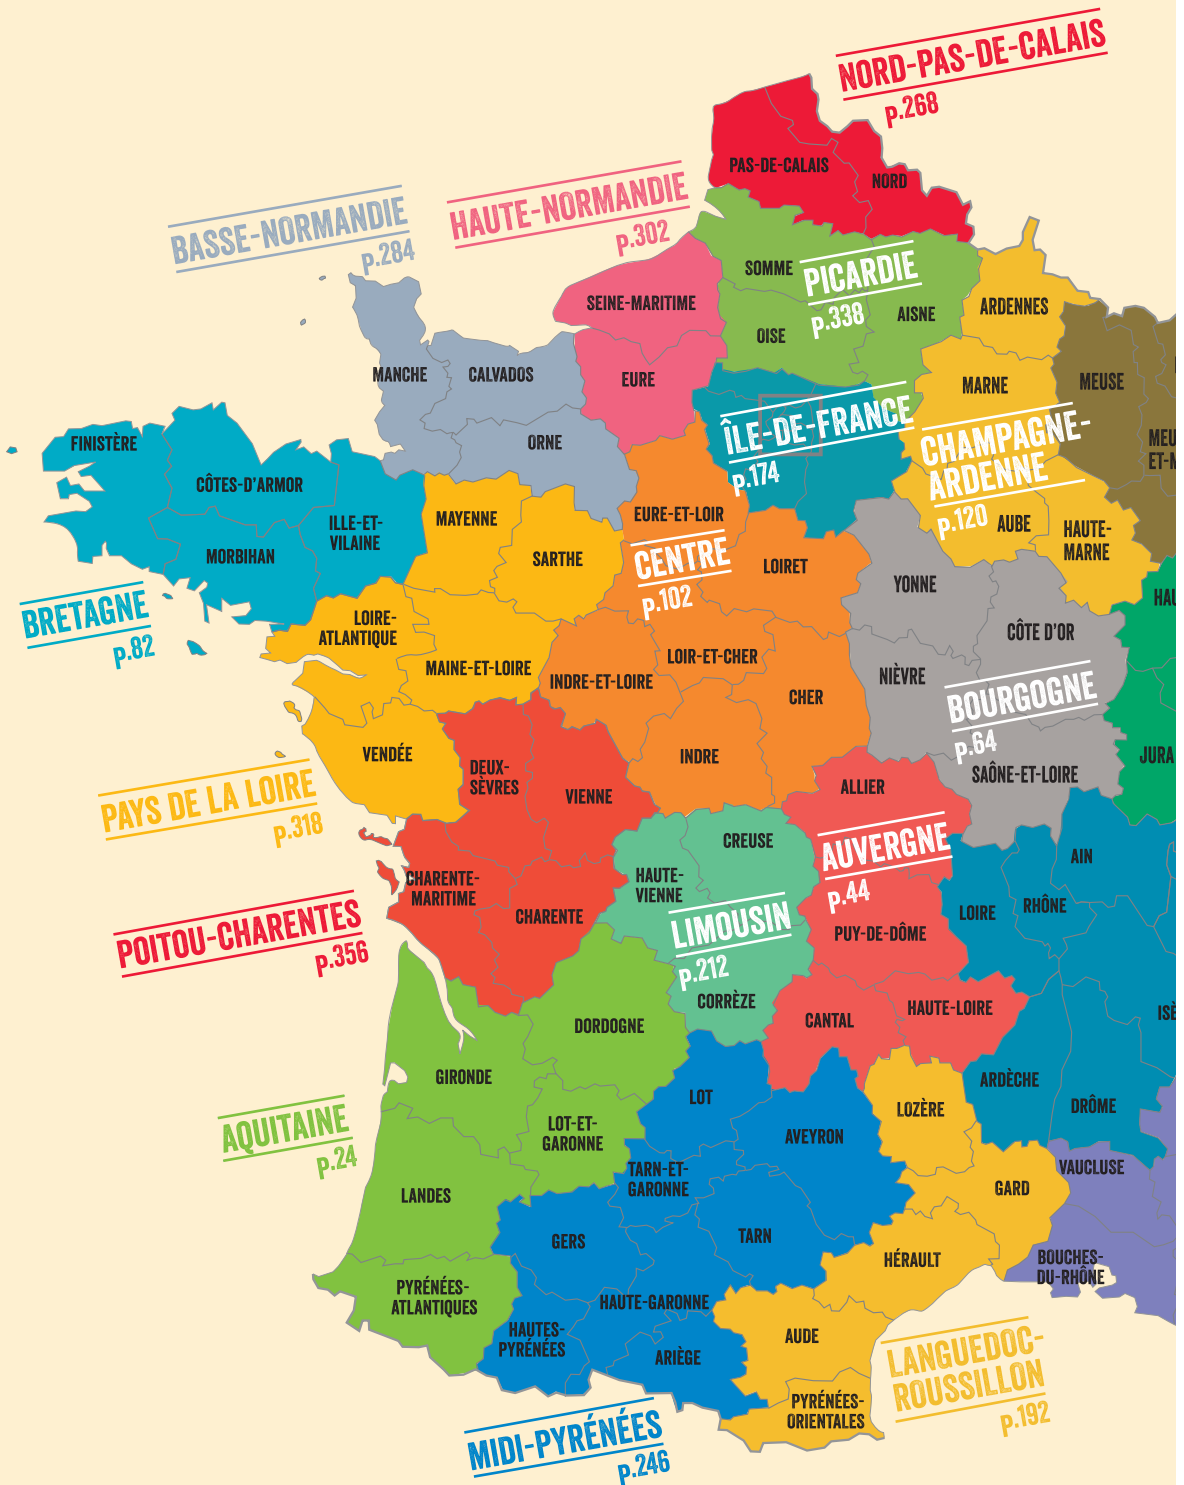 NORD-PAS-DE-CALAIS
p.268
PAS-DE-CALAIS
NORD
BASSE-NORMANDIE
p.284
HAUTE-NORMANDIE
p.302
SOMME
PICARDIE
p.338
SEINE-MARITIME
OISE
AISNE
ARDENNES
MANCHE
CALVADOS
EURE
MARNE
MEUSE
ORNE
ÎLE-DE-FRANCE
p.174
CHAMPAGNE-
ARDENNE
p.120
MEU
ET-M
FINISTÈRE
CÔTES-D'ARMOR
ILLE-ET-
VILAINE
MORBIHAN
MAYENNE
SARTHE
EURE-ET-LOIR
CENTRE
p.102
LOIRET
AUBE
HAUTE-
MARNE
YONNE
HAU
BRETAGNE
p.82
LOIRE-
ATLANTIQUE
MAINE-ET-LOIRE
LOIR-ET-CHER
INDRE-ET-LOIRE
CHER
CÔTE D'OR
NIÈVRE
BOURGOGNE
p.64
VENDÉE
INDRE
JURA
SAÔNE-ET-LOIRE
DEUX-
SÈVRES
VIENNE
ALLIER
PAYS DE LA LOIRE
p.318
CREUSE
AUVERGNE
p.44
AIN
CHARENTE-
MARITIME
HAUTE-
VIENNE
CHARENTE
LIMOUSIN
p.212
PUY-DE-DÔME
LOIRE
RHÔNE
POITOU-CHARENTES
p.356
CORRÈZE
CANTAL
HAUTE-LOIRE
ISÈ
DORDOGNE
GIRONDE
LOT
ARDÈCHE
DRÔME
AQUITAINE
p.24
LOT-ET-
GARONNE
AVEYRON
LOZÈRE
TARN-ET-
GARONNE
VAUCLUSE
LANDES
GARD
GERS
TARN
HÉRAULT
BOUCHES-
DU-RHÔNE
PYRÉNÉES-
ATLANTIQUES
HAUTE-GARONNE
HAUTES-
PYRÉNÉES
ARIÈGE
AUDE
LANGUEDOC-
ROUSSILLON
p.192
PYRÉNÉES-
ORIENTALES
MIDI-PYRÉNÉES
p.246